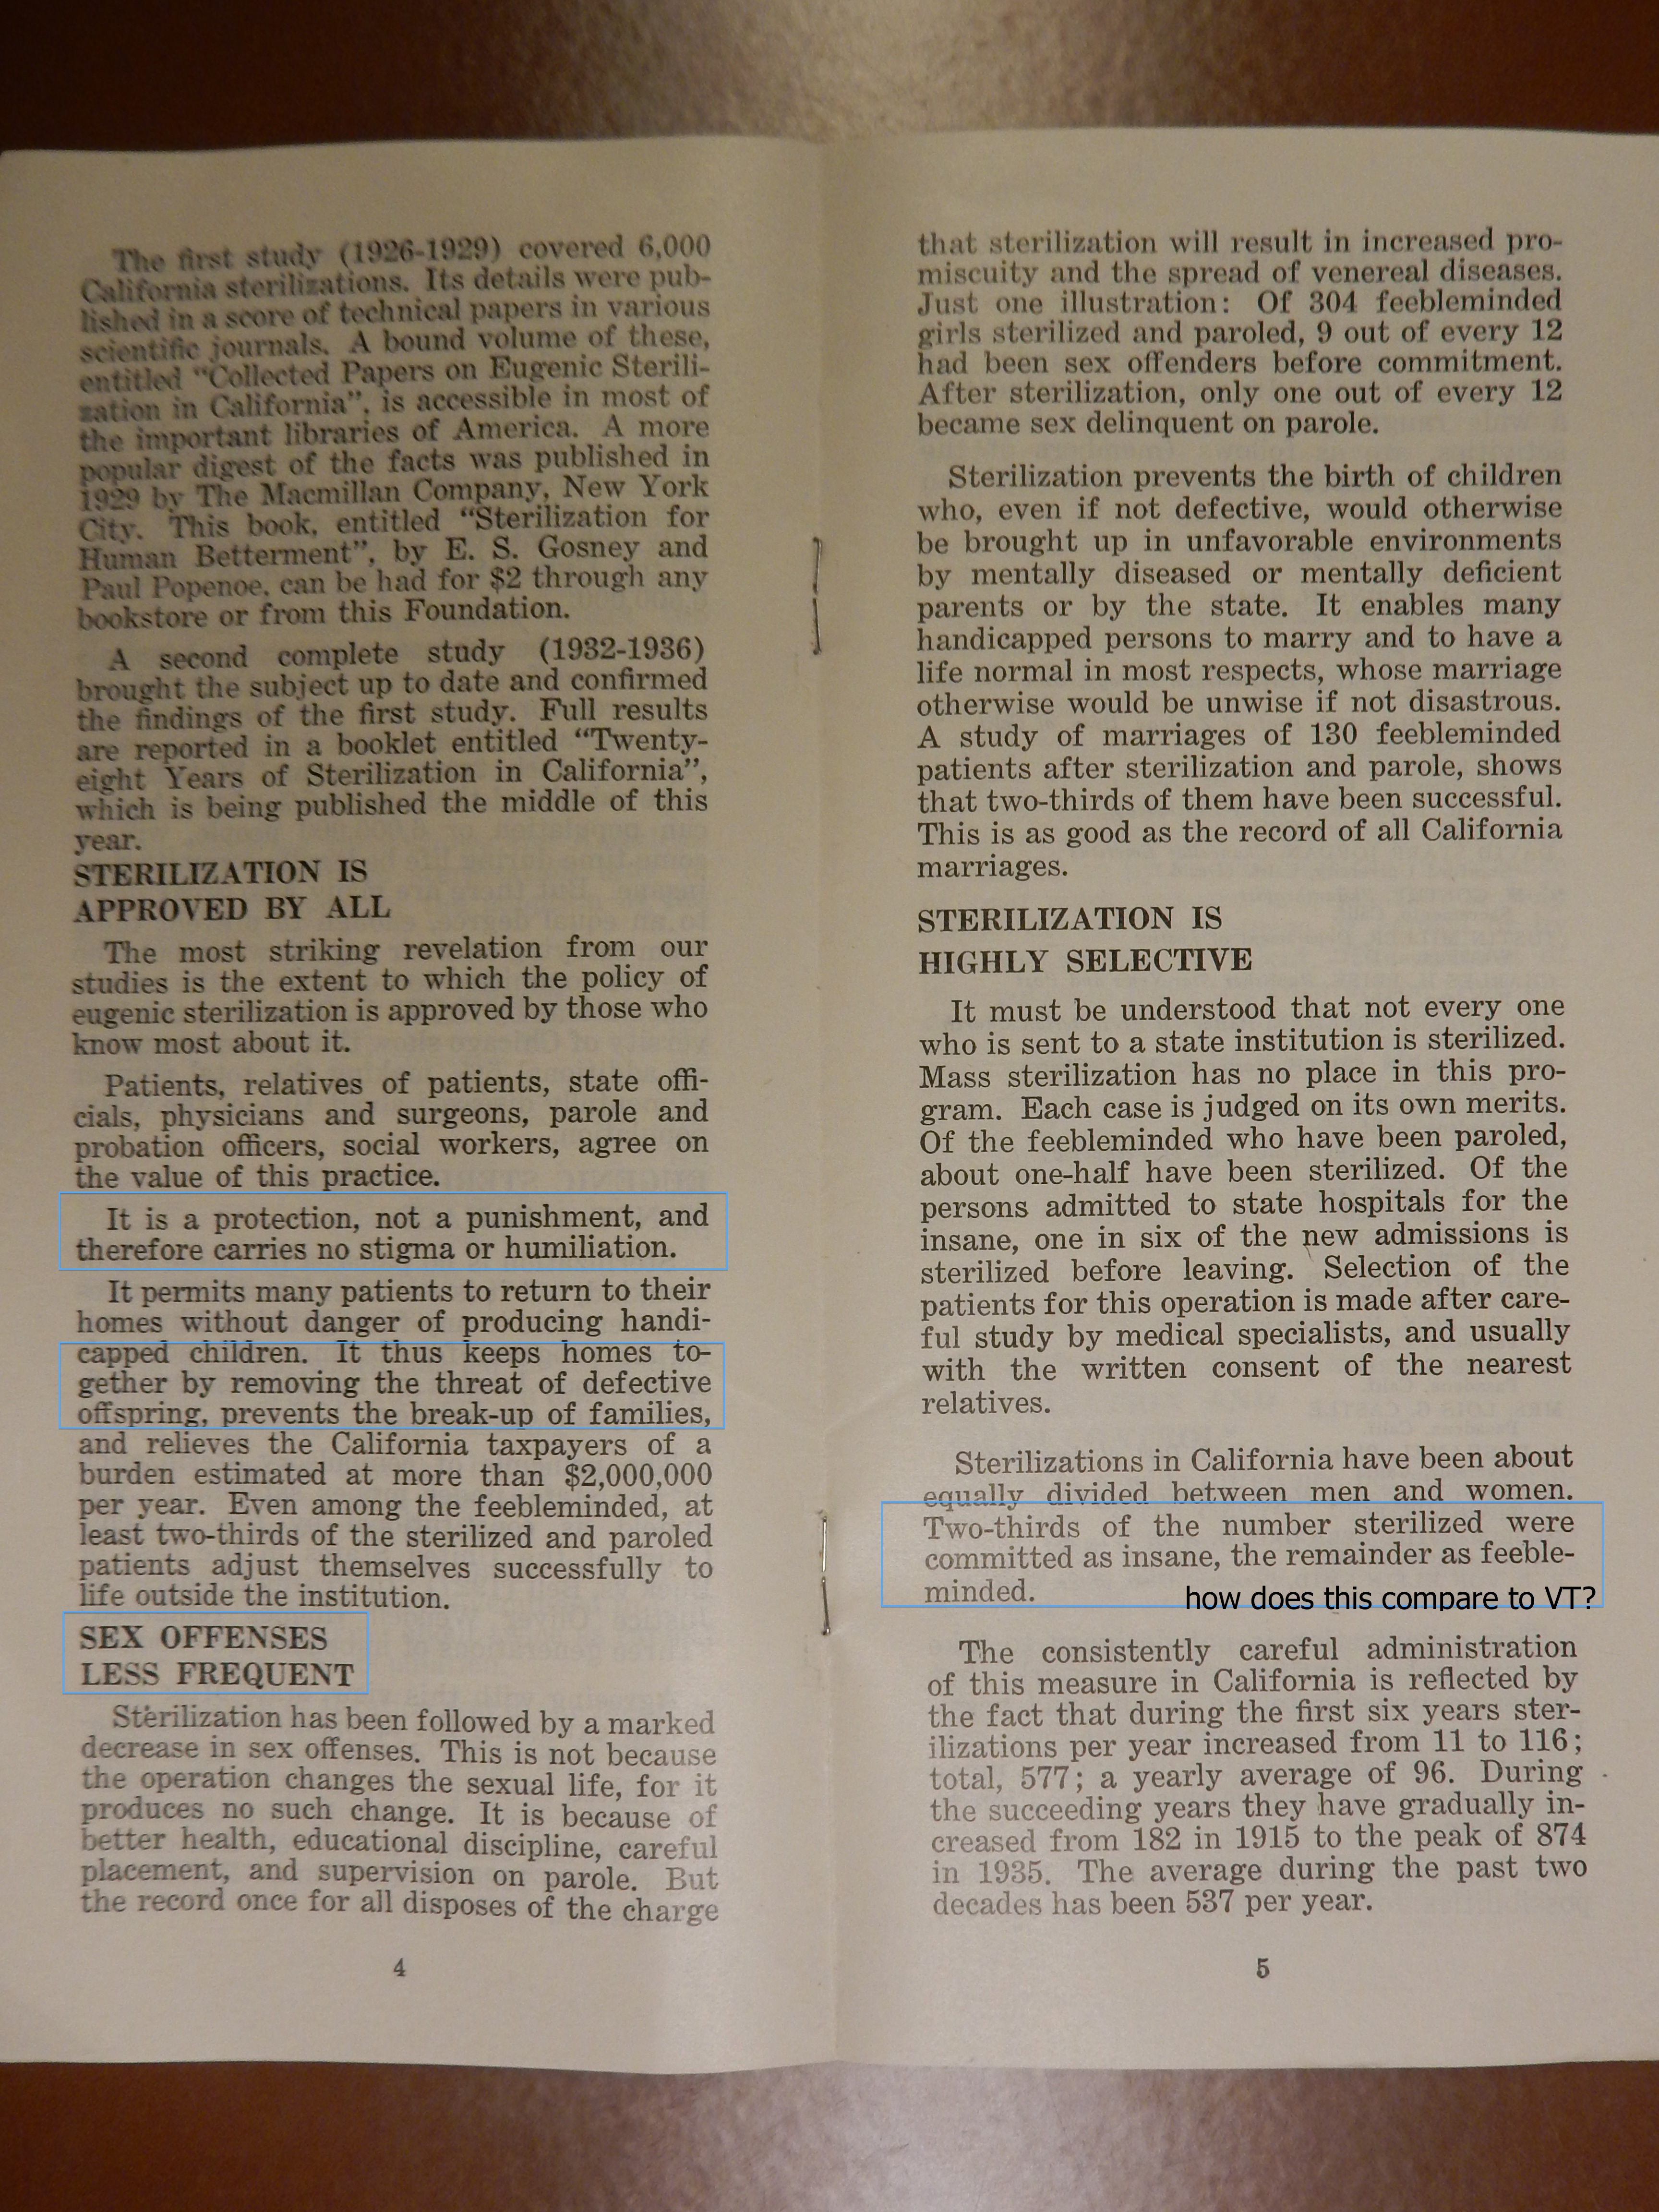 The first study (1926-1929) covered 6,000
California sterilizations. Its details were pub-
lished in a score of technical papers in various
scientific journals. A bound volume of these,
entitled “Collected Papers on Eugenic Sterili-
zation in California”, is accessible in most of
the important libraries of America. A more
popular digest of the facts was published in
1929 by The Macmillan Company, New York
City. This book, entitled “Sterilization for
Human Betterment”, by E. S. Gosney and
Paul Popenoe, can be had for $2 through any
bookstore or from this Foundation.
A second complete study (1932-1936)
brought the subject up to date and confirmed
the findings of the first study. Full results
are reported in a booklet entitled “Twenty-
eight Years of Sterilization in California”,
which is being published the middle of this
year.
STERILIZATION IS
APPROVED BY ALL
The most striking revelation from our
studies is the extent to which the policy of
eugenic sterilization is approved by those who
know most about it.
Patients, relatives of patients, state offi-
cials, physicians and surgeons, parole and
probation officers, social workers, agree on
the value of this practice.
It is a protection, not a punishment, and
therefore carries no stigma or humiliation.
It permits many patients to return to their
homes without danger of producing handi-
capped children. It thus keeps homes to-
gether by removing the threat of defective
offspring, prevents the break-up of families,
and relieves the California taxpayers of a
burden estimated at more than $2,000,000
per year. Even among the feebleminded, at
least two-thirds of the sterilized and paroled
patients adjust themselves successfully to
life outside the institution.
SEX OFFENSES
LESS FREQUENT
Sterilization has been followed by a marked
decrease in sex offenses. This is not because
the operation changes the sexual life, for it
produces no such change. It is because of
better health, educational discipline, careful
placement, and supervision on parole. But
the record once for all disposes of the charge
4
that sterilization will result in increased pro-
miscuity and the spread of venereal diseases.
Just one illustration: Of 304 feebleminded
girls sterilized and paroled, 9 out of every 12
had been sex offenders before commitment.
After sterilization, only one out of every 12
became sex delinquent on parole.
Sterilization prevents the birth of children
who, even if not defective, would otherwise
be brought up in unfavorable environments
by mentally diseased or mentally deficient
parents or by the state. It enables many
handicapped persons to marry and to have a
life normal in most respects, whose marriage
otherwise would be unwise if not disastrous.
A study of marriages of 130 feebleminded
patients after sterilization and parole, shows
that two-thirds of them have been successful.
This is as good as the record of all California
marriages.
STERILIZATION IS
HIGHLY SELECTIVE
It must be understood that not every one
who is sent to a state institution is sterilized.
Mass sterilization has no place in this pro-
gram. Each case is judged on its own merits.
Of the feebleminded who have been paroled,
about one-half have been sterilized. Of the
persons admitted to state hospitals for the
insane, one in six of the new admissions is
sterilized before leaving. Selection of the
patients for this operation is made after care-
ful study by medical specialists, and usually
with the written consent of the nearest
relatives.
Sterilizations in California have been about
equally divided between men and women.
Two-thirds of the number sterilized were
committed as insane, the remainder as feeble-
minded.
how does this compare to VT?
The consistently careful administration
of this measure in California is reflected by
the fact that during the first six years ster-
ilizations per year increased from 11 to 116;
total, 577; a yearly average of 96. During
the succeeding years they have gradually in-
creased from 182 in 1915 to the peak of 874
in 1935. The average during the past two
decades has been 537 per year.
5